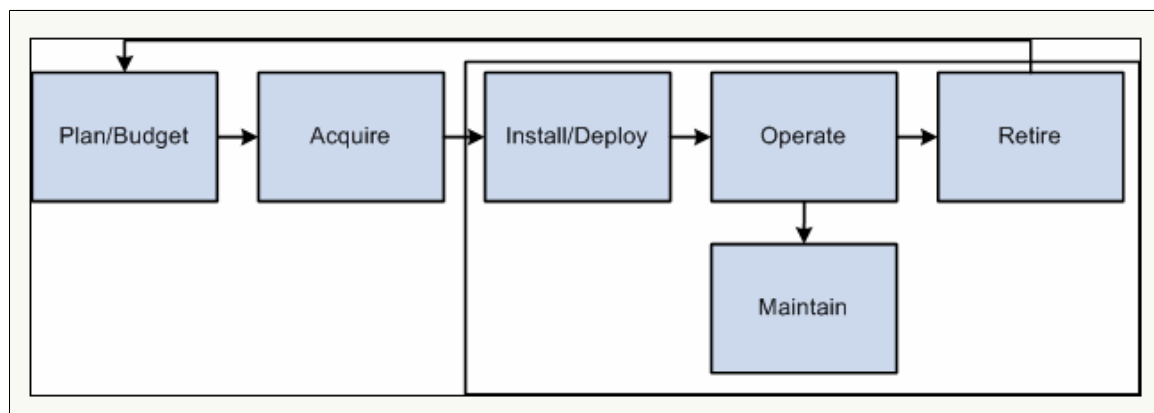 Plan/Budget
Acquire
Install/Deploy
Operate
Retire
Maintain